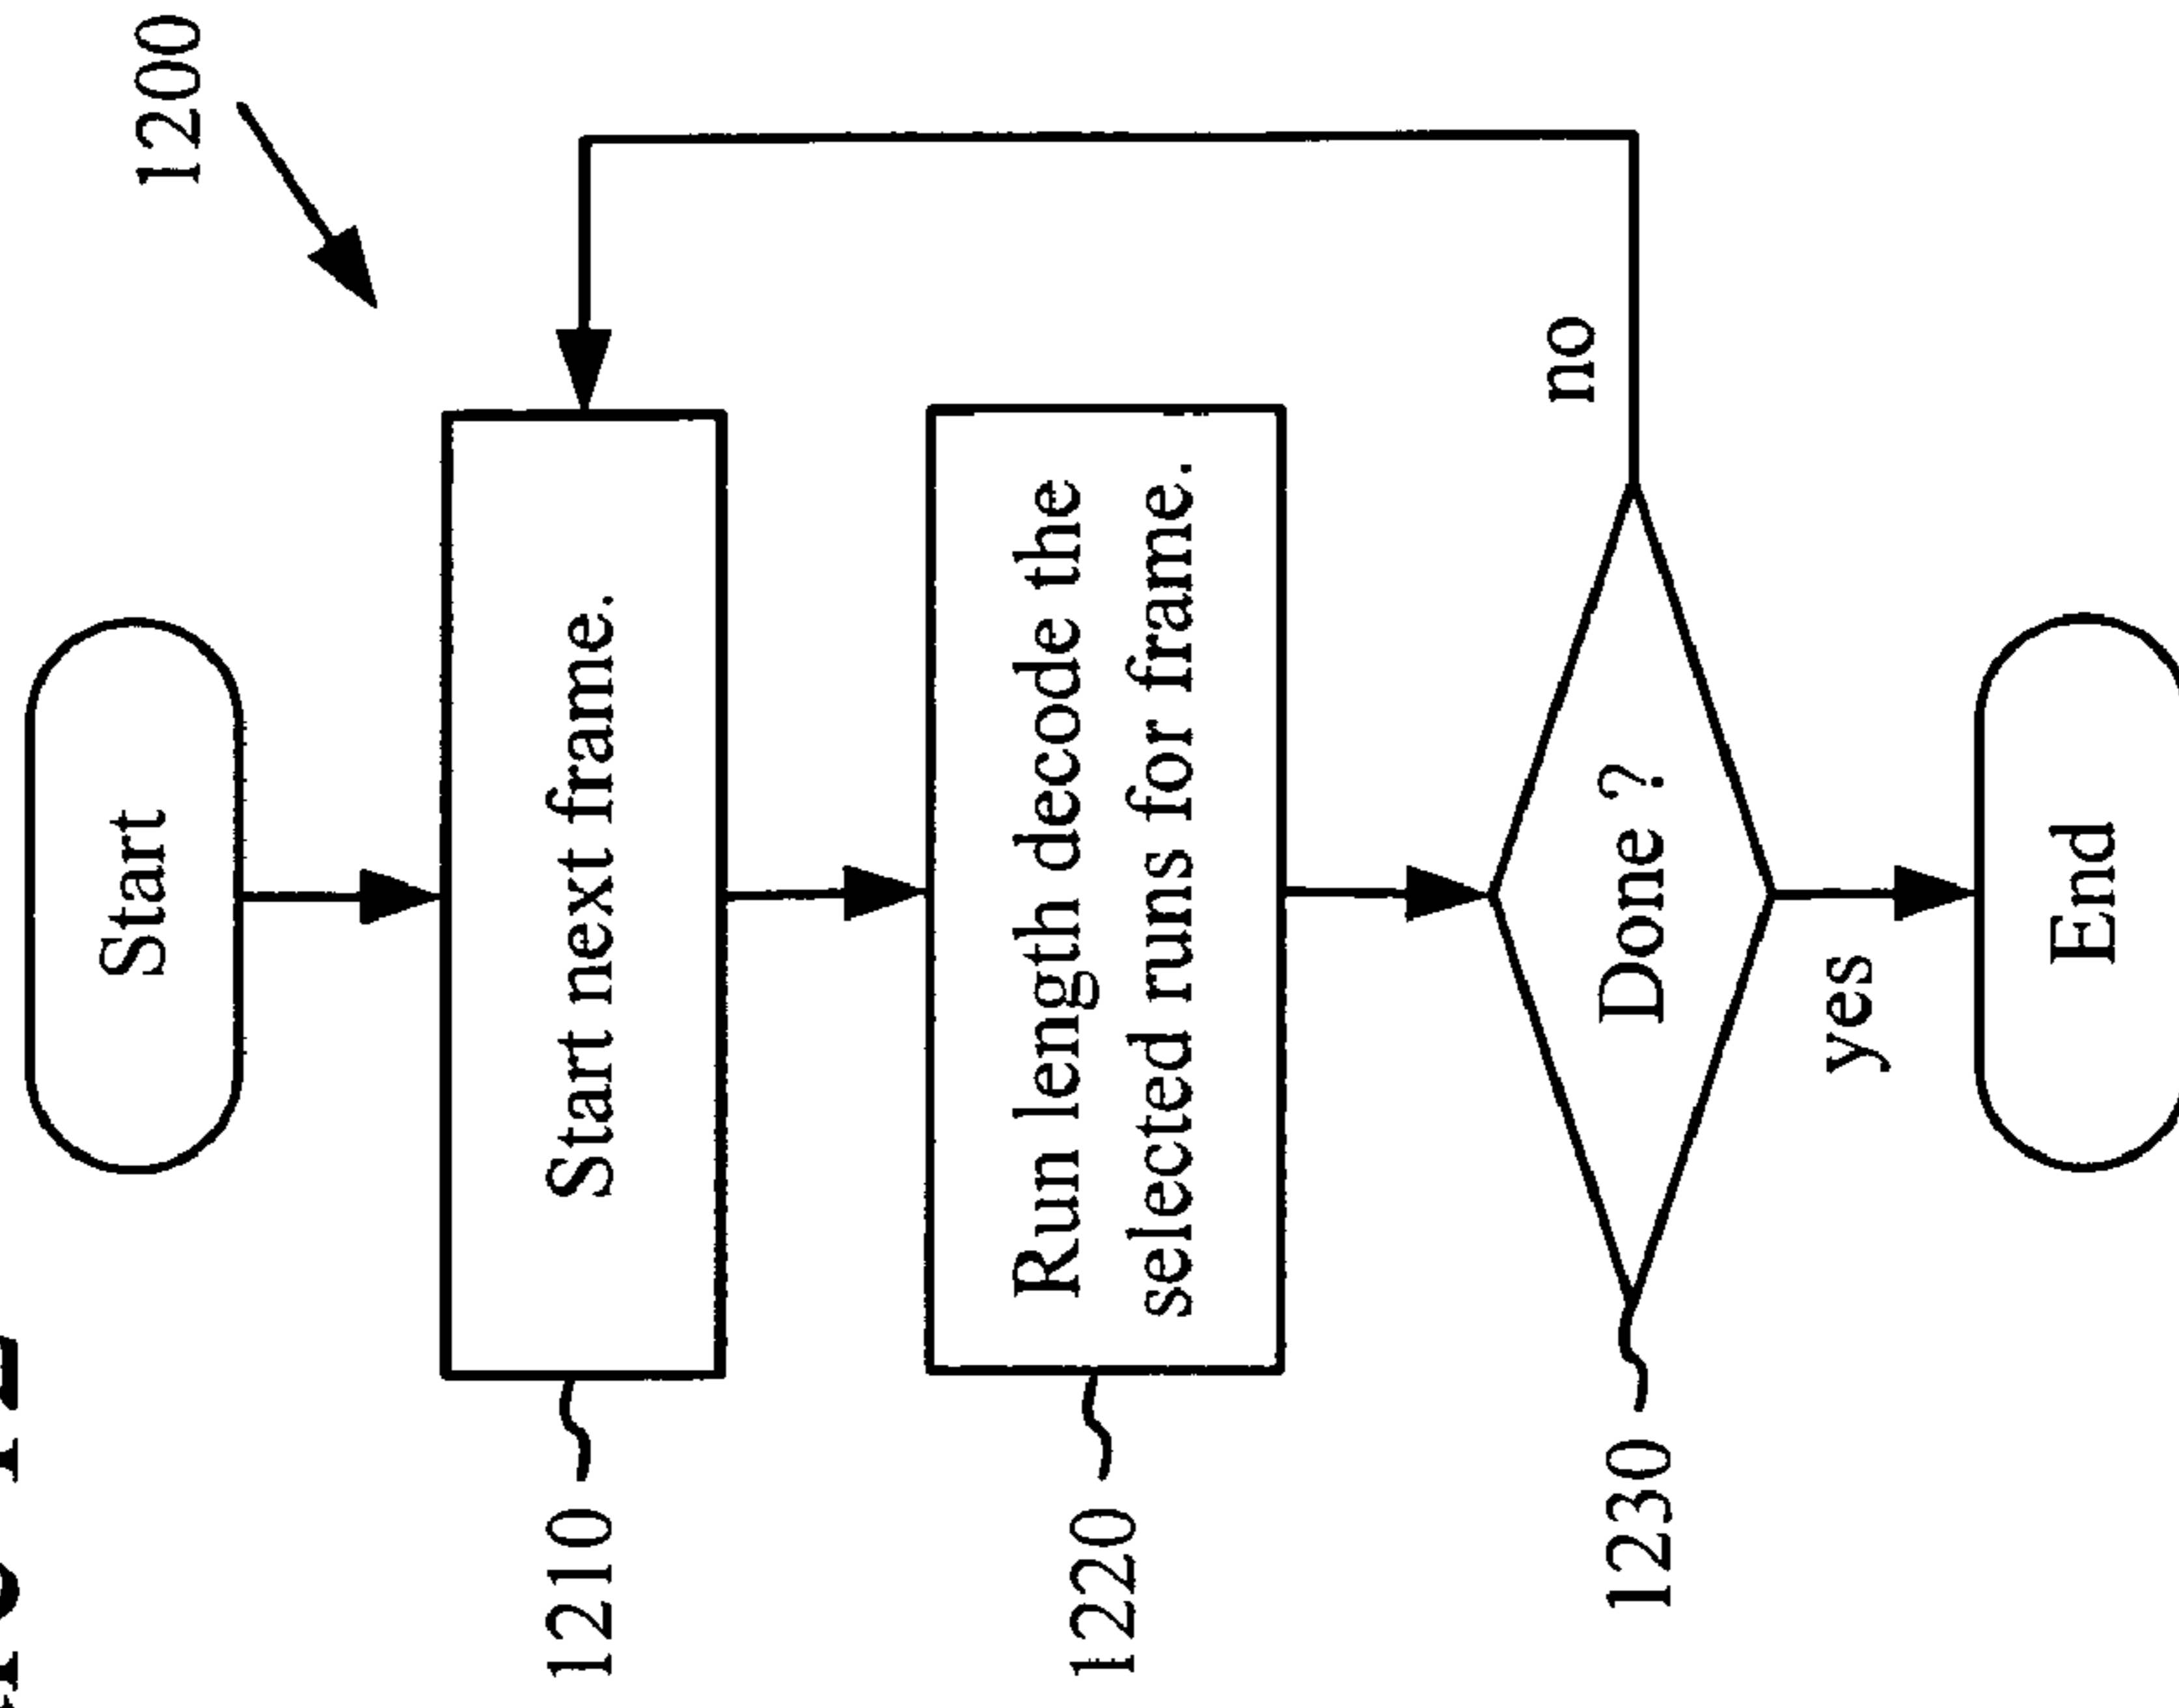 1200
Start
1210
Start next frame.
1220
Run length decode the
selected runs for frame.
1230
Done ?
no
yes
End